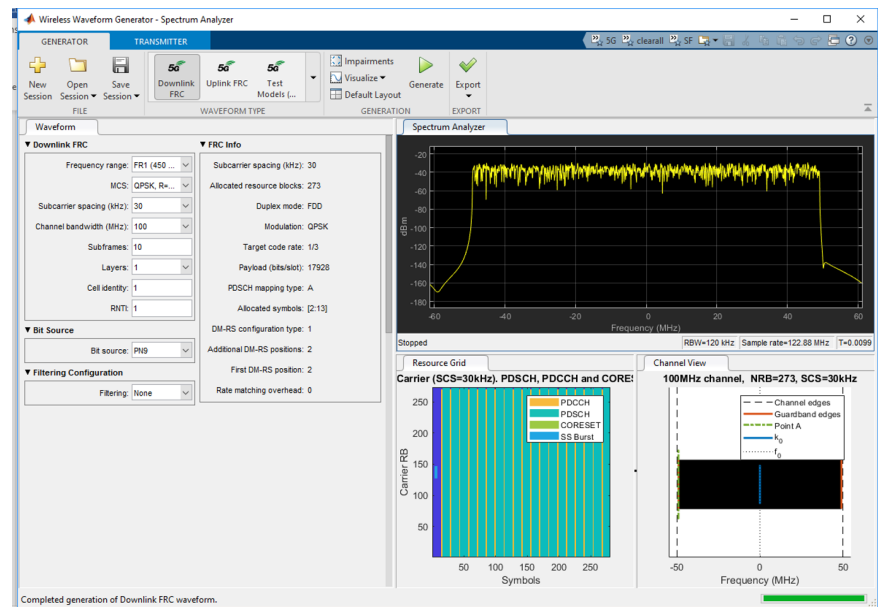 Wireless Waveform Generator - Spectrum Analyzer
GENERATOR TRANSMITTER
SG clearall SF
New Session
Open Session
Save Session
Downlink FRC
Uplink FRC
Test Models (...
Impairments
Visualize
Default Layout
Generate
Export
FILE WAVEFORM TYPE GENERATION EXPORT
Waveform
Downlink FRC
Frequency range: FR1 (450 ...
MCS: QPSK, R=...
Subcarrier spacing (kHz): 30
Channel bandwidth (MHz): 100
Subframes: 10
Layers: 1
Cell identity: 1
RNTI: 1
Bit Source
Bit source: PN9
Filtering Configuration
Filtering: None
FRC Info
Subcarrier spacing (kHz): 30
Allocated resource blocks: 273
Duplex mode: FDD
Modulation: QPSK
Target code rate: 1/3
Payload (bits/slot): 17928
PDSCH mapping type: A
Allocated symbols: [2:13]
DM-RS configuration type: 1
Additional DM-RS positions: 2
First DM-RS position: 2
Rate matching overhead: 0
Spectrum Analyzer
dBm
-20
-40
-60
-80
-100
-120
-140
-160
-180
-60 -40 -20 0 20 40 60
Frequency (MHz)
Stopped RBW=120 kHz Sample rate=122.88 MHz T=0.0099
Resource Grid
Carrier (SCS=30kHz). PDSCH, PDCCH and CORES
PDCCH
PDSCH
CORESET
SS Burst
Carrier RB
250
200
150
100
50
50 100 150 200 250
Symbols
Channel View
100MHz channel, NRB=273, SCS=30kHz
Channel edges
Guardband edges
Point A
k0
f0
-50 0 50
Frequency (MHz)
Completed generation of Downlink FRC waveform.